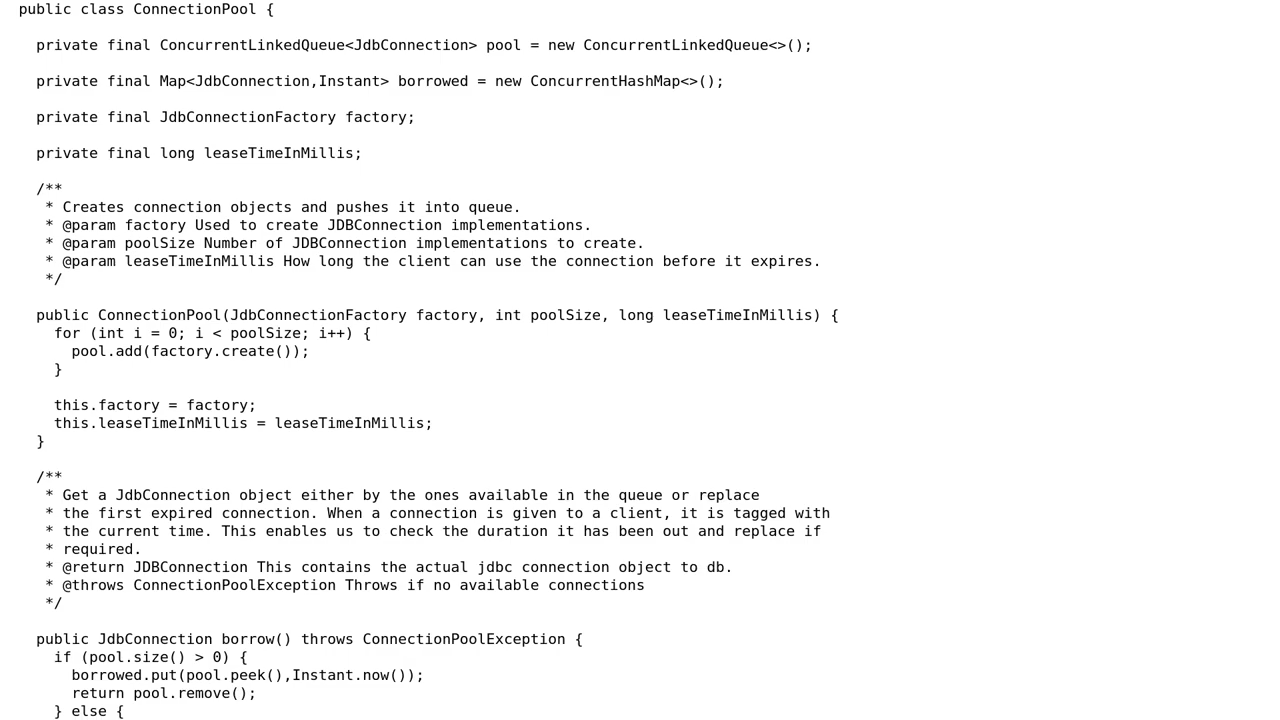 public class ConnectionPool {
private final ConcurrentLinkedQueue<JdbConnection> pool = new ConcurrentLinkedQueue<>();
private final Map<JdbConnection,Instant> borrowed = new ConcurrentHashMap<>();
private final JdbConnectionFactory factory;
private final long leaseTimeInMillis;
/**
* Creates connection objects and pushes it into queue.
* @param factory Used to create JDBConnection implementations.
* @param poolSize Number of JDBConnection implementations to create.
* @param leaseTimeInMillis How long the client can use the connection before it expires.
*/
public ConnectionPool(JdbConnectionFactory factory, int poolSize, long leaseTimeInMillis) {
for (int i = 0; i < poolSize; i++) {
pool.add(factory.create());
}
this.factory = factory;
this.leaseTimeInMillis = leaseTimeInMillis;
}
/**
* Get a JdbConnection object either by the ones available in the queue or replace
* the first expired connection. When a connection is given to a client, it is tagged with
* the current time. This enables us to check the duration it has been out and replace if
* required.
* @return JDBConnection This contains the actual jdbc connection object to db.
* @throws ConnectionPoolException Throws if no available connections
*/
public JdbConnection borrow() throws ConnectionPoolException {
if (pool.size() > 0) {
borrowed.put(pool.peek(),Instant.now());
return pool.remove();
} else {